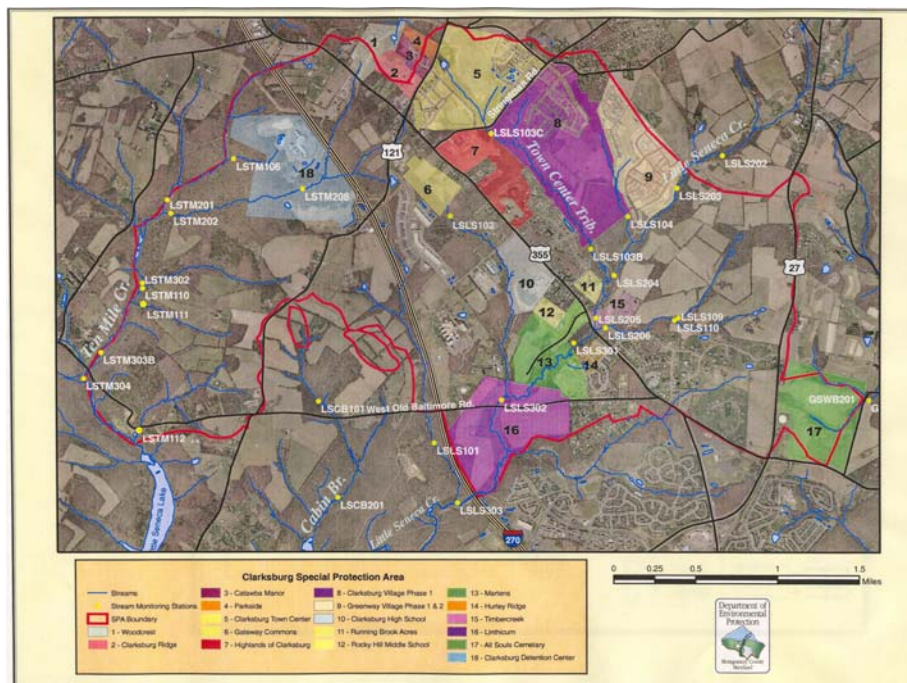 1
2
3
4
5
Stringtown Rd.
8
LSLS103C
7
121
Town Center Trib.
Little Seneca Cr.
LSLS202
9
LSTM106
18
LSTM206
6
LSLS203
LSTM201
LSTM202
LSLS102
LSLS104
355
LSLS103B
27
LSTM302
LSTM110
LSTM111
10
11
LSLS204
15
12
LSLS205
LSLS206
LSLS109
LSLS110
Ten Mile Cr.
LSLS301
LSTM303B
13
14
LSTM304
LSCB101
West Old Baltimore Rd.
LSLS302
GSWB201
G
LSTM112
16
17
LSLS101
LSCB201
Cabin Br.
Little Seneca Cr.
LSLS303
Little Seneca Lake
270
Clarksburg Special Protection Area
Streams
Stream Monitoring Stations
SPA Boundary
1 - Woodcrest
2 - Clarksburg Ridge
3 - Catawba Manor
4 - Parkside
5 - Clarksburg Town Center
6 - Gateway Commons
7 - Highlands of Clarksburg
8 - Clarksburg Village Phase 1
9 - Greenway Village Phase 1 & 2
10 - Clarksburg High School
11 - Running Brook Acres
12 - Rocky Hill Middle School
13 - Martens
14 - Hurley Ridge
15 - Timbercreek
16 - Linthicum
17 - All Souls Cemetary
18 - Clarksburg Detention Center
0 0.25 0.5 1 1.5
Miles
Department of
Environmental
Protection
Montgomery County
Maryland